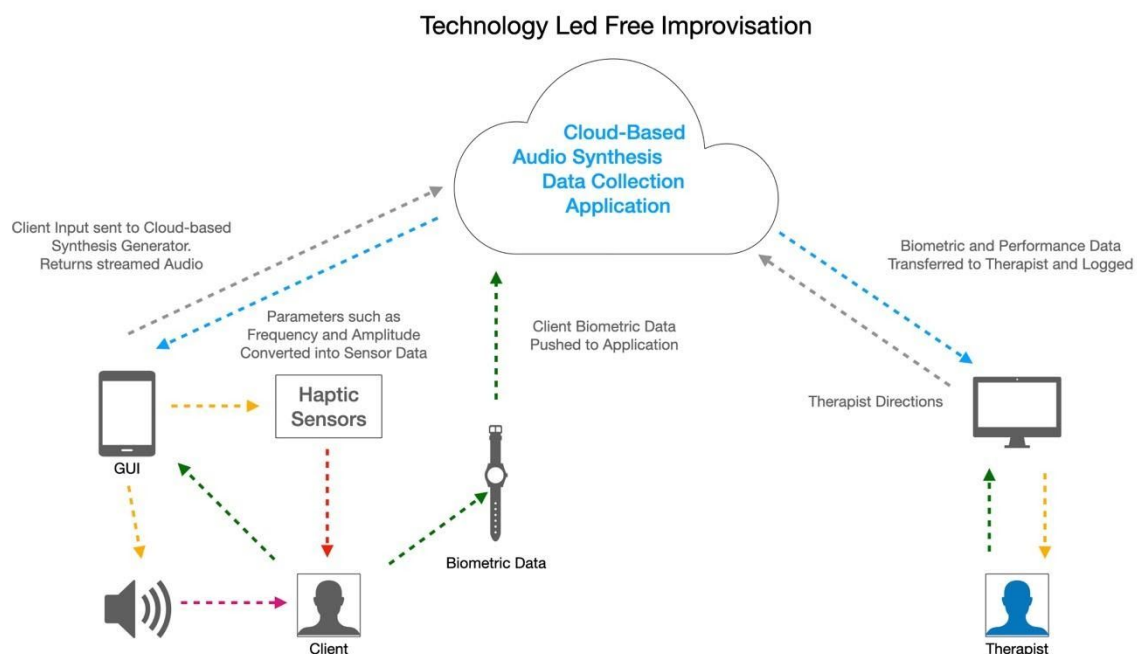 Technology Led Free Improvisation
Cloud-Based
Audio Synthesis
Data Collection
Application
Client Input sent to Cloud-based
Synthesis Generator.
Returns streamed Audio
Biometric and Performance Data
Transferred to Therapist and Logged
Parameters such as
Frequency and Amplitude
Converted into Sensor Data
Client Biometric Data
Pushed to Application
Haptic
Sensors
Therapist Directions
GUI
Biometric Data
Client
Therapist